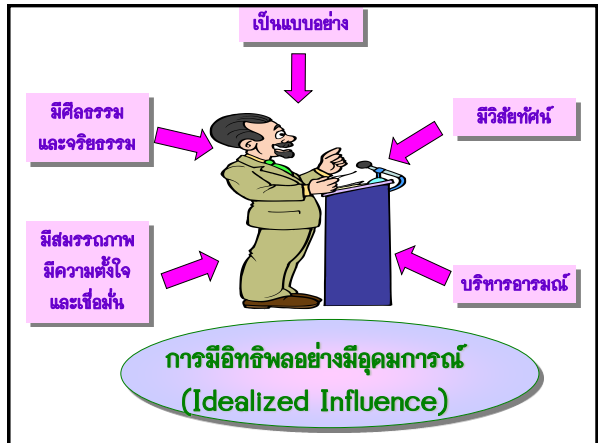 เป็นแบบอย่าง
มีศีลธรรม
และจริยธรรม
มีวิสัยทัศน์
มีสมรรถภาพ
มีความตั้งใจ
และเชื่อมั่น
บริหารอารมณ์
การมีอิทธิพลอย่างมีอุดมการณ์
(Idealized Influence)